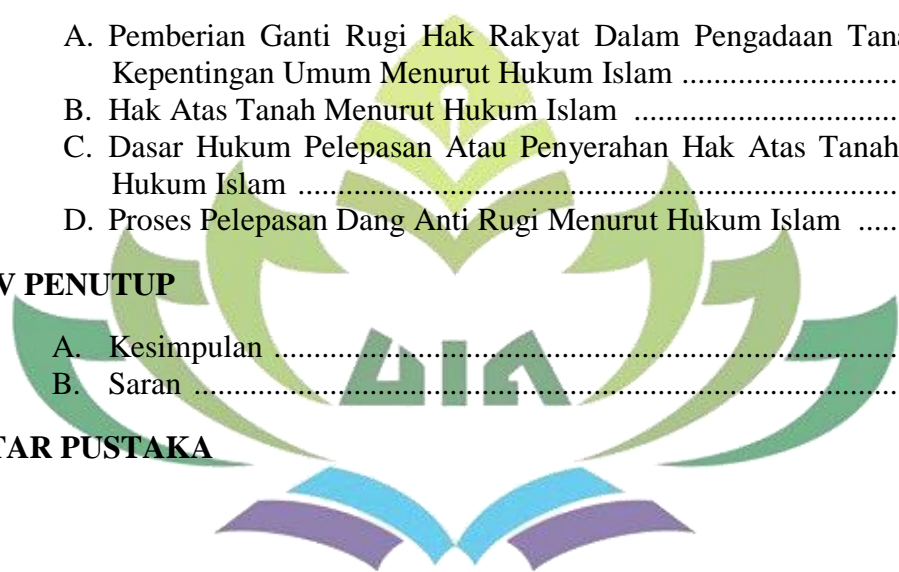 A. Pemberian Ganti Rugi Hak Rakyat Dalam Pengadaan Tana
Kepentingan Umum Menurut Hukum Islam ............................
B. Hak Atas Tanah Menurut Hukum Islam ..................................
C. Dasar Hukum Pelepasan Atau Penyerahan Hak Atas Tanah
Hukum Islam ............................................................................
D. Proses Pelepasan Dang Anti Rugi Menurut Hukum Islam .....
V PENUTUP
A. Kesimpulan ................................................................................
B. Saran ...........................................................................................
TAR PUSTAKA